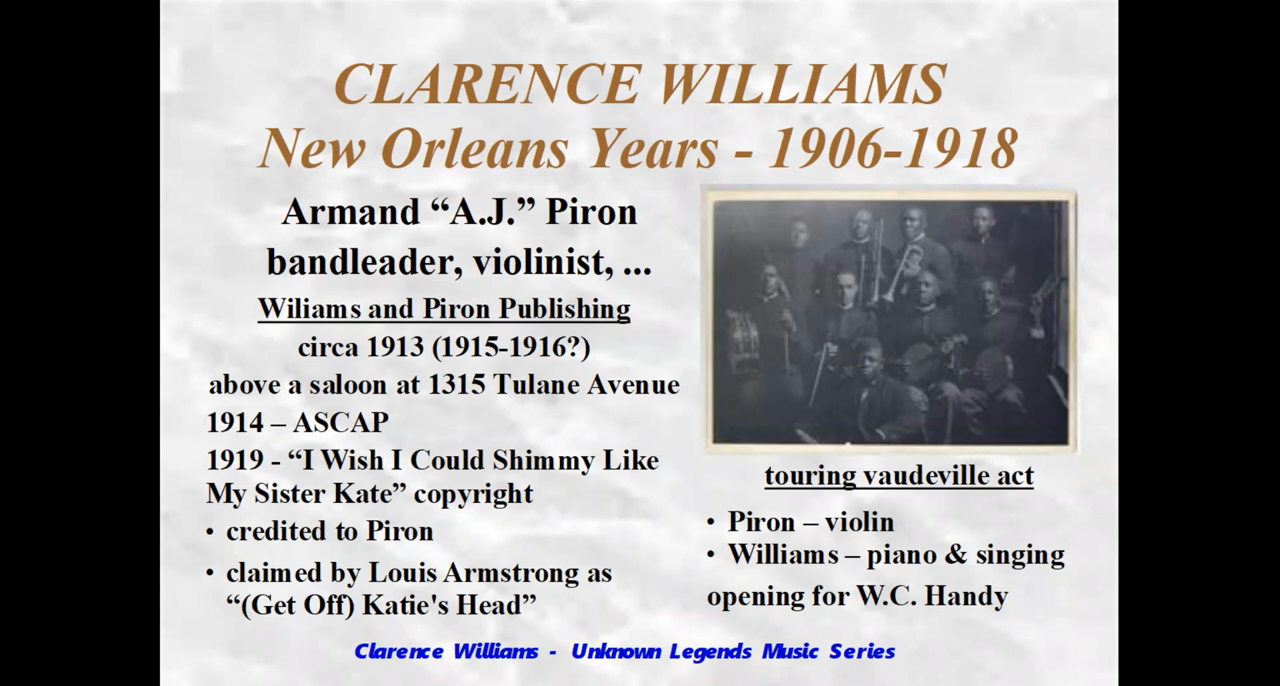 CLARENCE WILLIAMS
New Orleans Years - 1906-1918
Armand “A.J.” Piron
bandleader, violinist, ...
Wiliams and Piron Publishing
circa 1913 (1915-1916?)
above a saloon at 1315 Tulane Avenue
1914 – ASCAP
1919 - “I Wish I Could Shimmy Like
My Sister Kate” copyright
• credited to Piron
• claimed by Louis Armstrong as
“(Get Off) Katie's Head”
touring vaudeville act
• Piron – violin
• Williams – piano & singing
opening for W.C. Handy
Clarence Williams - Unknown Legends Music Series